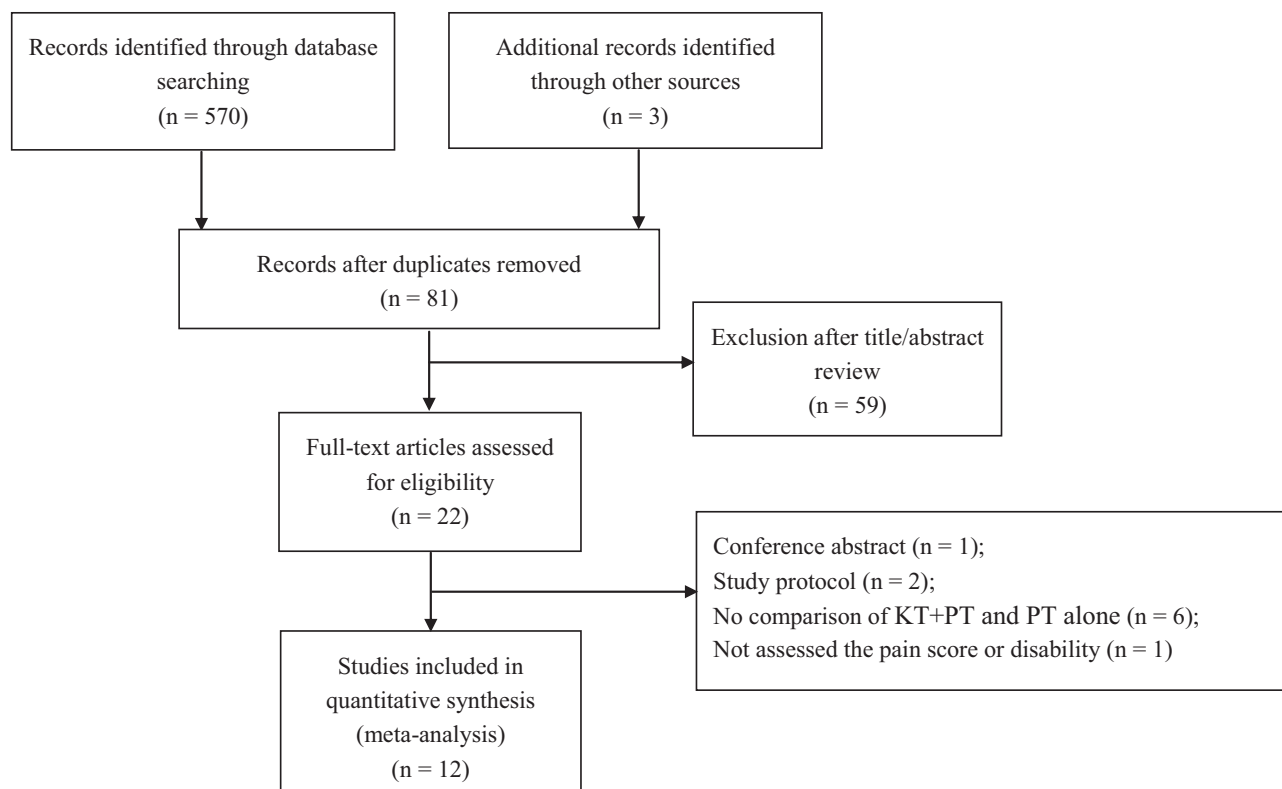 Records identified through database
searching
(n = 570)
Additional records identified
through other sources
(n = 3)
Records after duplicates removed
(n = 81)
Exclusion after title/abstract
review
(n = 59)
Full-text articles assessed
for eligibility
(n = 22)
Conference abstract (n = 1);
Study protocol (n = 2);
No comparison of KT+PT and PT alone (n = 6);
Not assessed the pain score or disability (n = 1)
Studies included in
quantitative synthesis
(meta-analysis)
(n = 12)